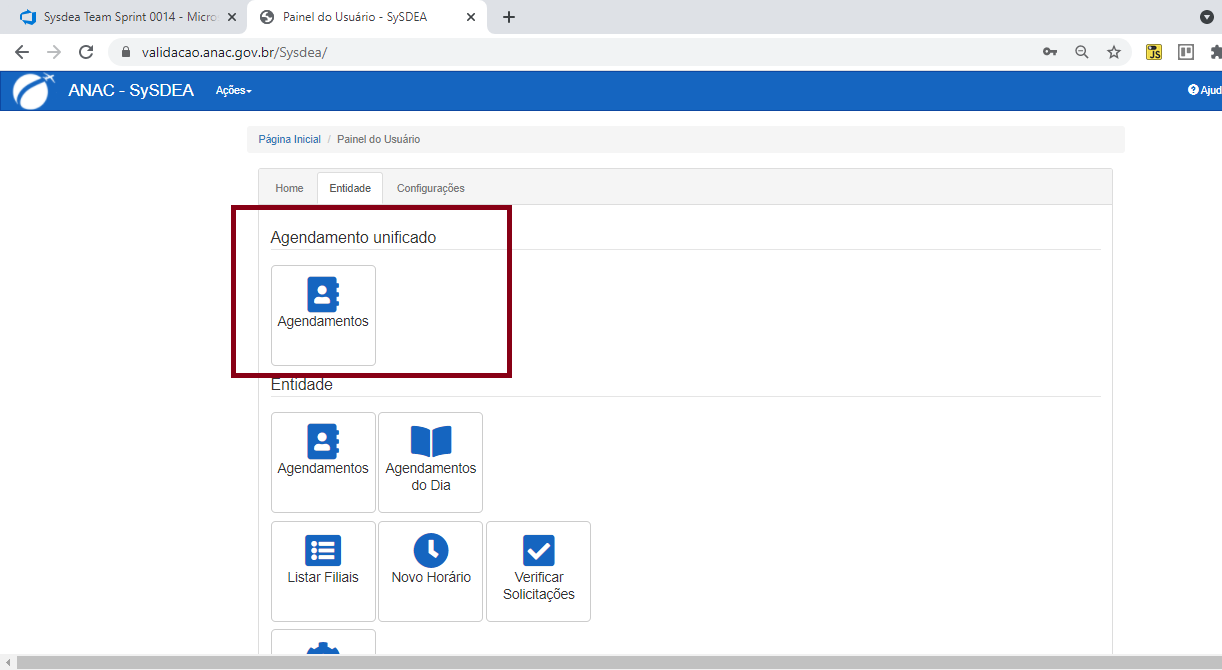 Sysdea Team Sprint 0014 - Micro
Painel do Usuário - SySDEA
validacao.anac.gov.br/Sysdea/
JS
ANAC - SySDEA
Ações
Ajud
Página Inicial / Painel do Usuário
Home
Entidade
Configurações
Agendamento unificado
Agendamentos
Entidade
Agendamentos
Agendamentos
do Dia
Listar Filiais
Novo Horário
Verificar
Solicitações